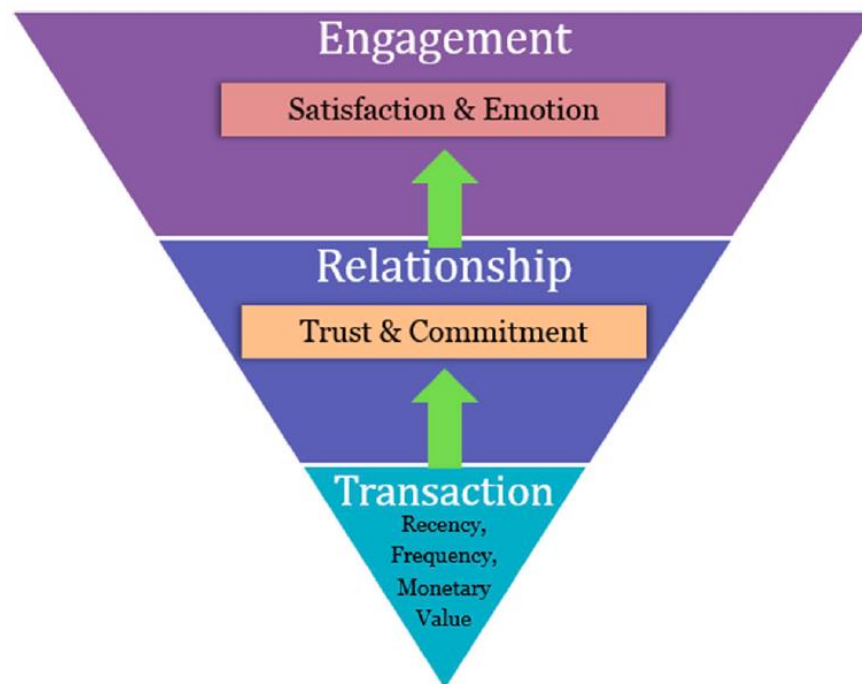 Engagement
Satisfaction & Emotion
Relationship
Trust & Commitment
Transaction
Recency,
Frequency,
Monetary
Value